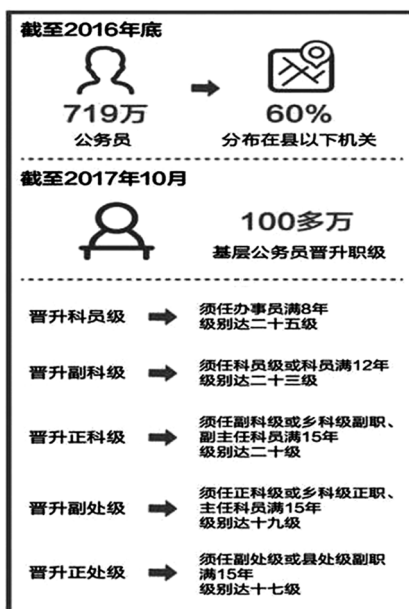 截至2016年底
719万
60%
公务员
分布在县以下机关
截至2017年10月
100多万
基层公务员晋升职级
晋升科员级
须任办事员满8年
级别达二十五级
晋升副科级
须任科员级或科员满12年
级别达二十三级
晋升正科级
须任副科级或乡科级副职、
副主任科员满15年
级别达二十级
晋升副处级
须任正科级或乡科级正职、
主任科员满15年
级别达十九级
晋升正处级
须任副处级或县处级副职
满15年
级别达十七级